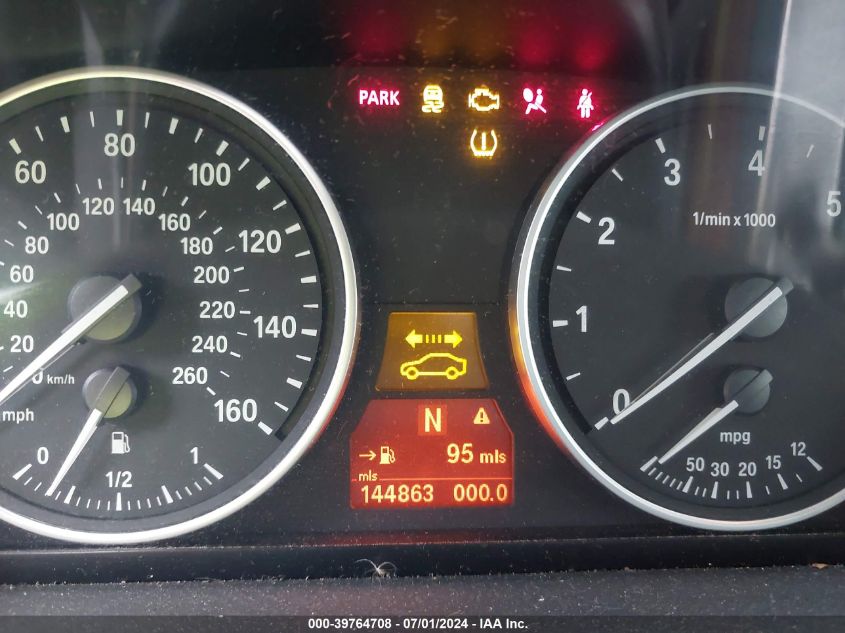 PARK
60 80 100 120 140 160
mph
20 40 60 80 100 120 140 160 180 200 220 240 260
km/h
0 1/2 1
0 1 2 3 4 5
1/min x 1000
50 30 20 15 12
mpg
N
95 mls
mls
144863 000.0
000-39764708 - 07/01/2024 - IAA Inc.